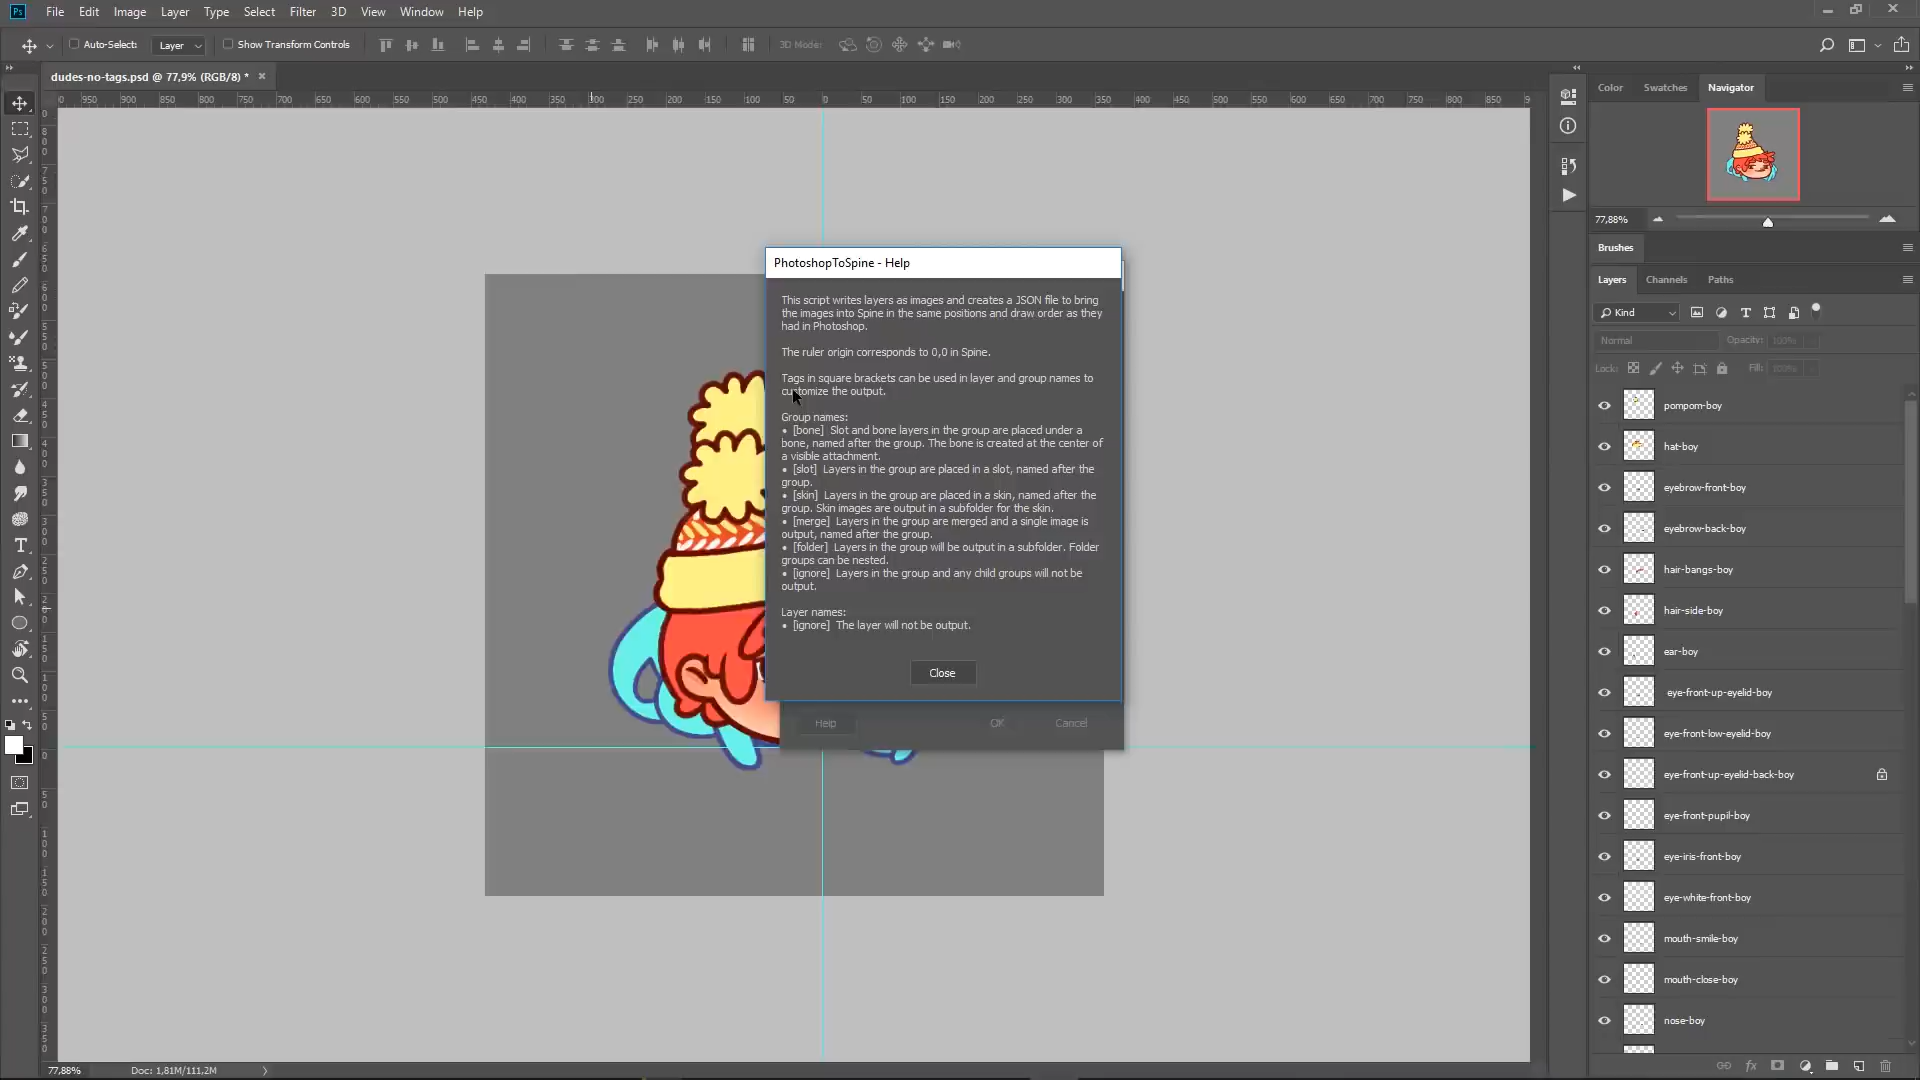 Ps File Edit Image Layer Type Select Filter 3D View Window Help
Auto-Select: Layer Show Transform Controls 3D Mode:
dudes-no-tags.psd @ 77,9% (RGB/8) *
Color Swatches Navigator
77,88%
Brushes
Layers Channels Paths
Kind
Normal Opacity: 100%
Lock: Fill: 100%
pompom-boy
hat-boy
eyebrow-front-boy
eyebrow-back-boy
hair-bangs-boy
hair-side-boy
ear-boy
eye-front-up-eyelid-boy
eye-front-low-eyelid-boy
eye-front-up-eyelid-back-boy
eye-front-pupil-boy
eye-iris-front-boy
eye-white-front-boy
mouth-smile-boy
mouth-close-boy
nose-boy
PhotoshopToSpine - Help
This script writes layers as images and creates a JSON file to bring
the images into Spine in the same positions and draw order as they
had in Photoshop.
The ruler origin corresponds to 0,0 in Spine.
Tags in square brackets can be used in layer and group names to
customize the output.
Group names:
• [bone] Slot and bone layers in the group are placed under a
bone, named after the group. The bone is created at the center of
a visible attachment.
• [slot] Layers in the group are placed in a slot, named after the
group.
• [skin] Layers in the group are placed in a skin, named after the
group. Skin images are output in a subfolder for the skin.
• [merge] Layers in the group are merged and a single image is
output, named after the group.
• [folder] Layers in the group will be output in a subfolder. Folder
groups can be nested.
• [ignore] Layers in the group and any child groups will not be
output.
Layer names:
• [ignore] The layer will not be output.
Close
Help OK Cancel
77,88% Doc: 1,81M/111,2M